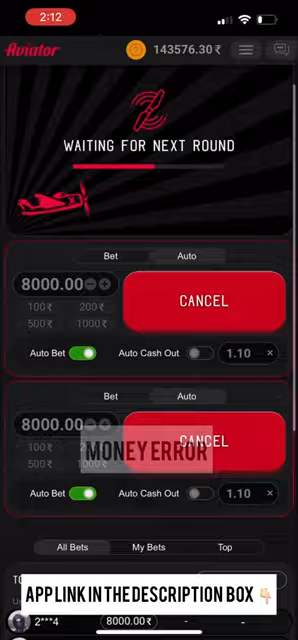 2:12
Aviator
143576.30₹
WAITING FOR NEXT ROUND
Bet Auto
8000.00
CANCEL
100₹ 200₹
500₹ 1000₹
Auto Bet Auto Cash Out 1.10 ×
Bet Auto
8000.00
CANCEL
100₹
MONEY ERROR
500₹ 1000₹
Auto Bet Auto Cash Out 1.10 ×
All Bets My Bets Top
APP LINK IN THE DESCRIPTION BOX 👇🏻
2***4 8000.00₹ - -